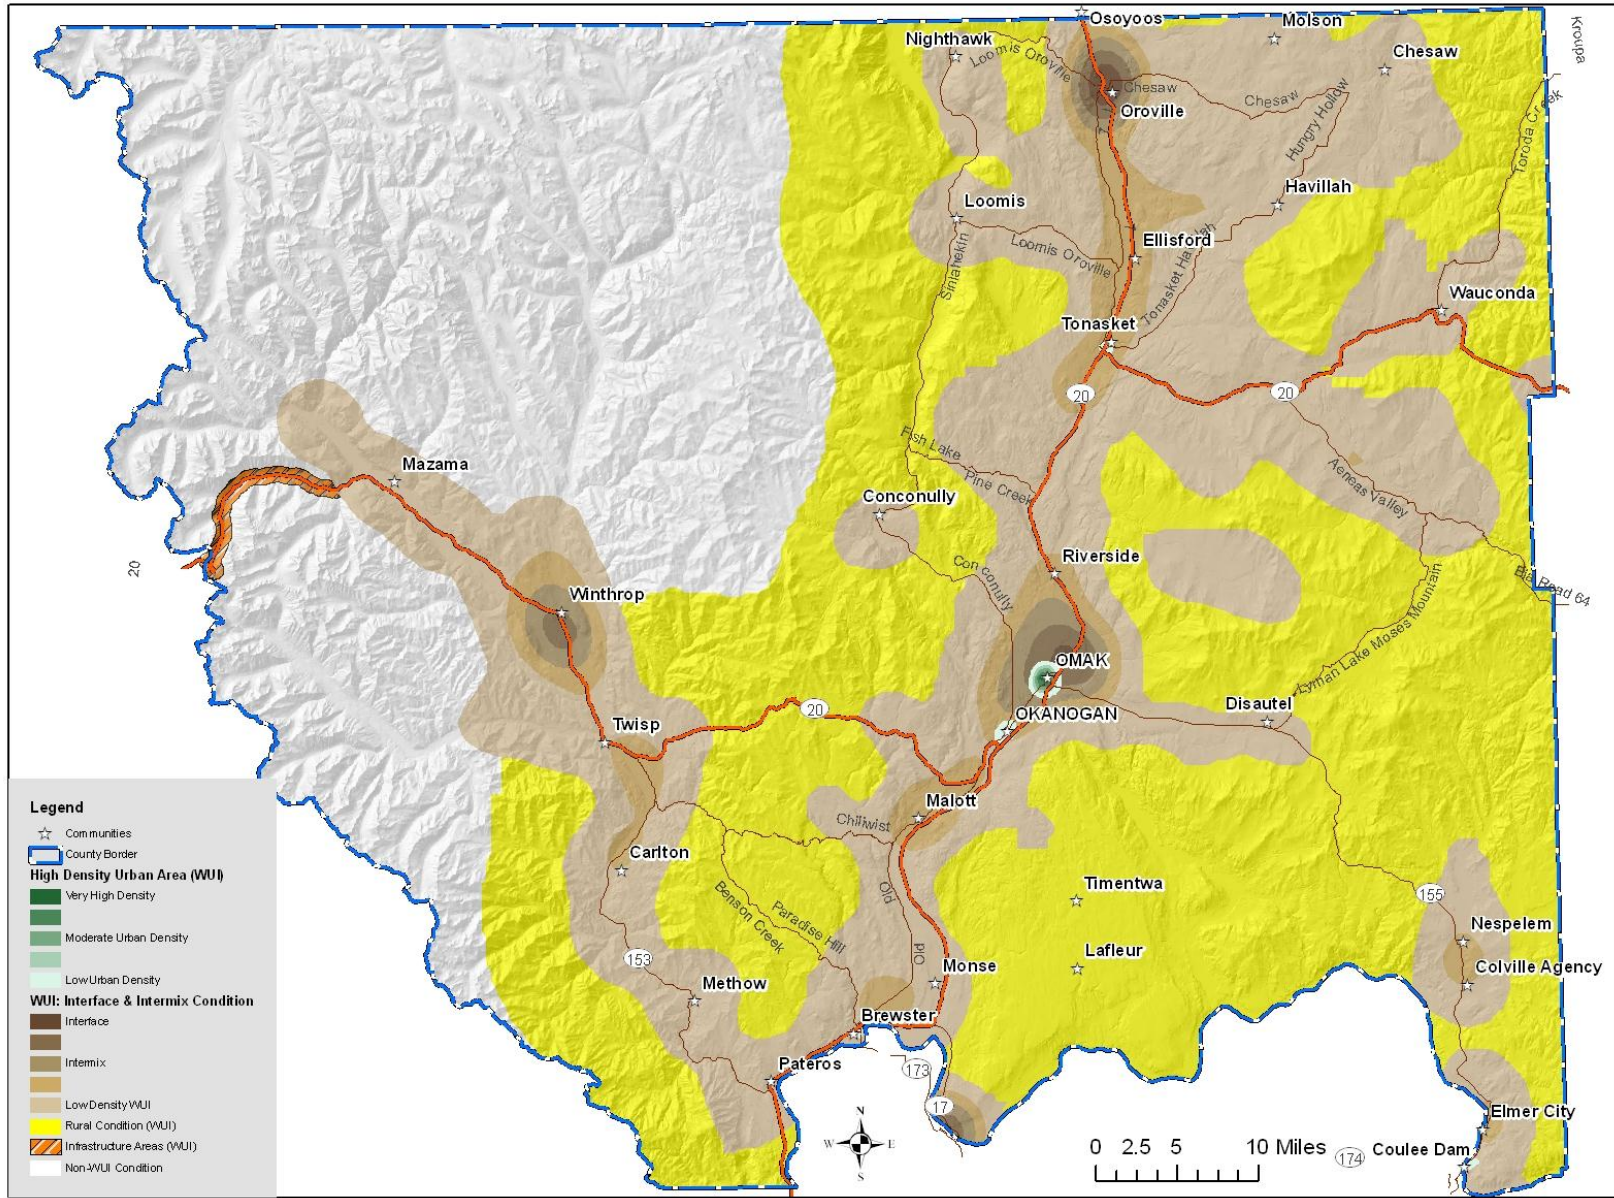 Osoyoos
Molson
Kroupa
Nighthawk
Chesaw
Loomis Oroville
Chesaw
Chesaw
Oroville
7
Hungry Hollow
Toroda Creek
Havillah
Loomis
Ellisford
7
Loomis Oroville
Tonasket Havillah
Sinlahekin
Wauconda
Tonasket
20
20
Fish Lake
Mazama
Pine Creek
Aeneas Valley
Conconully
20
Riverside
Conconully
Bia Road 64
Winthrop
Lyman Lake Moses Mountain
OMAK
Disautel
OKANOGAN
20
Twisp
Malott
Chiliwist
Carlton
Old
Timentwa
155
Benson Creek
Paradise Hill
Nespelem
Old
Lafleur
153
Monse
Colville Agency
Methow
Brewster
Pateros
173
17
Elmer City
174
Coulee Dam
N
W
E
S
0 2.5 5 10 Miles
Legend
Communities
County Border
High Density Urban Area (WUI)
Very High Density
Moderate Urban Density
Low Urban Density
WUI: Interface & Intermix Condition
Interface
Intermix
Low Density WUI
Rural Condition (WUI)
Infrastructure Areas (WUI)
Non-WUI Condition